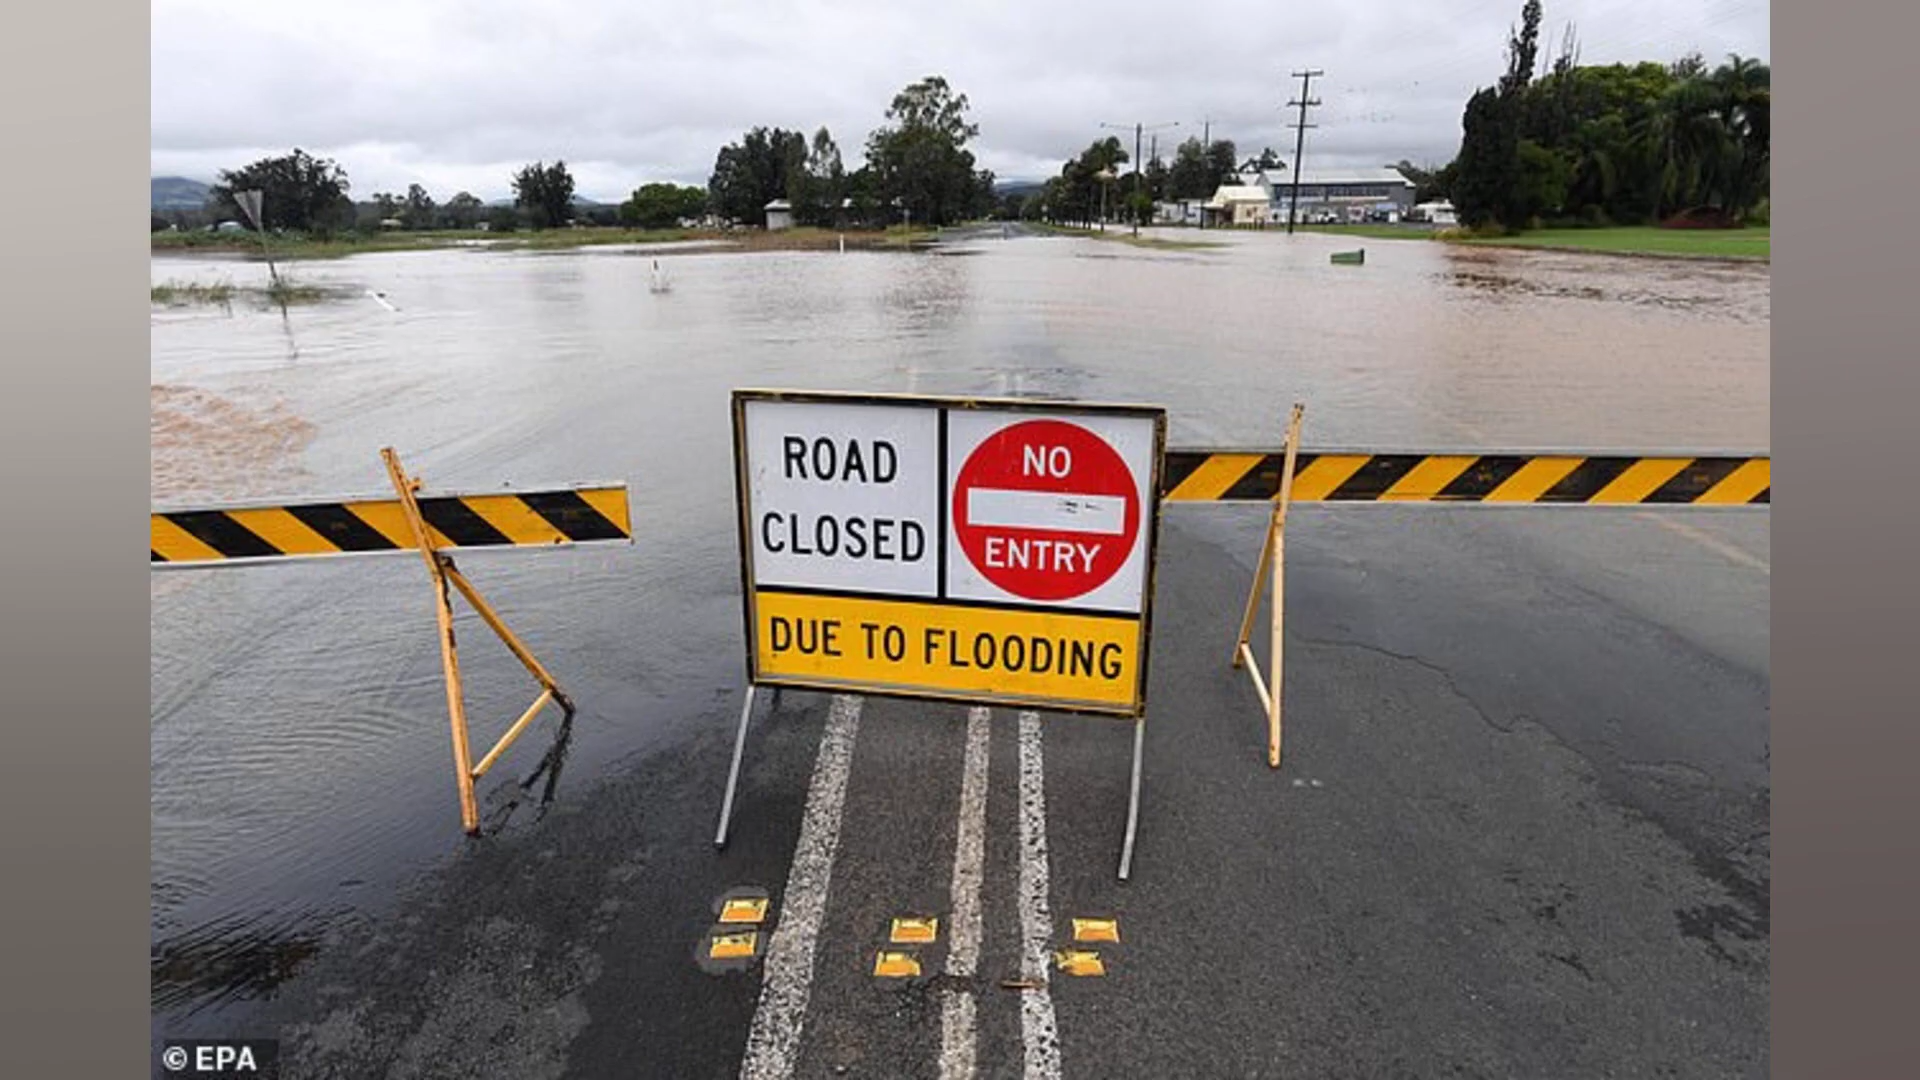 ROAD
CLOSED
NO
ENTRY
DUE TO FLOODING
© EPA